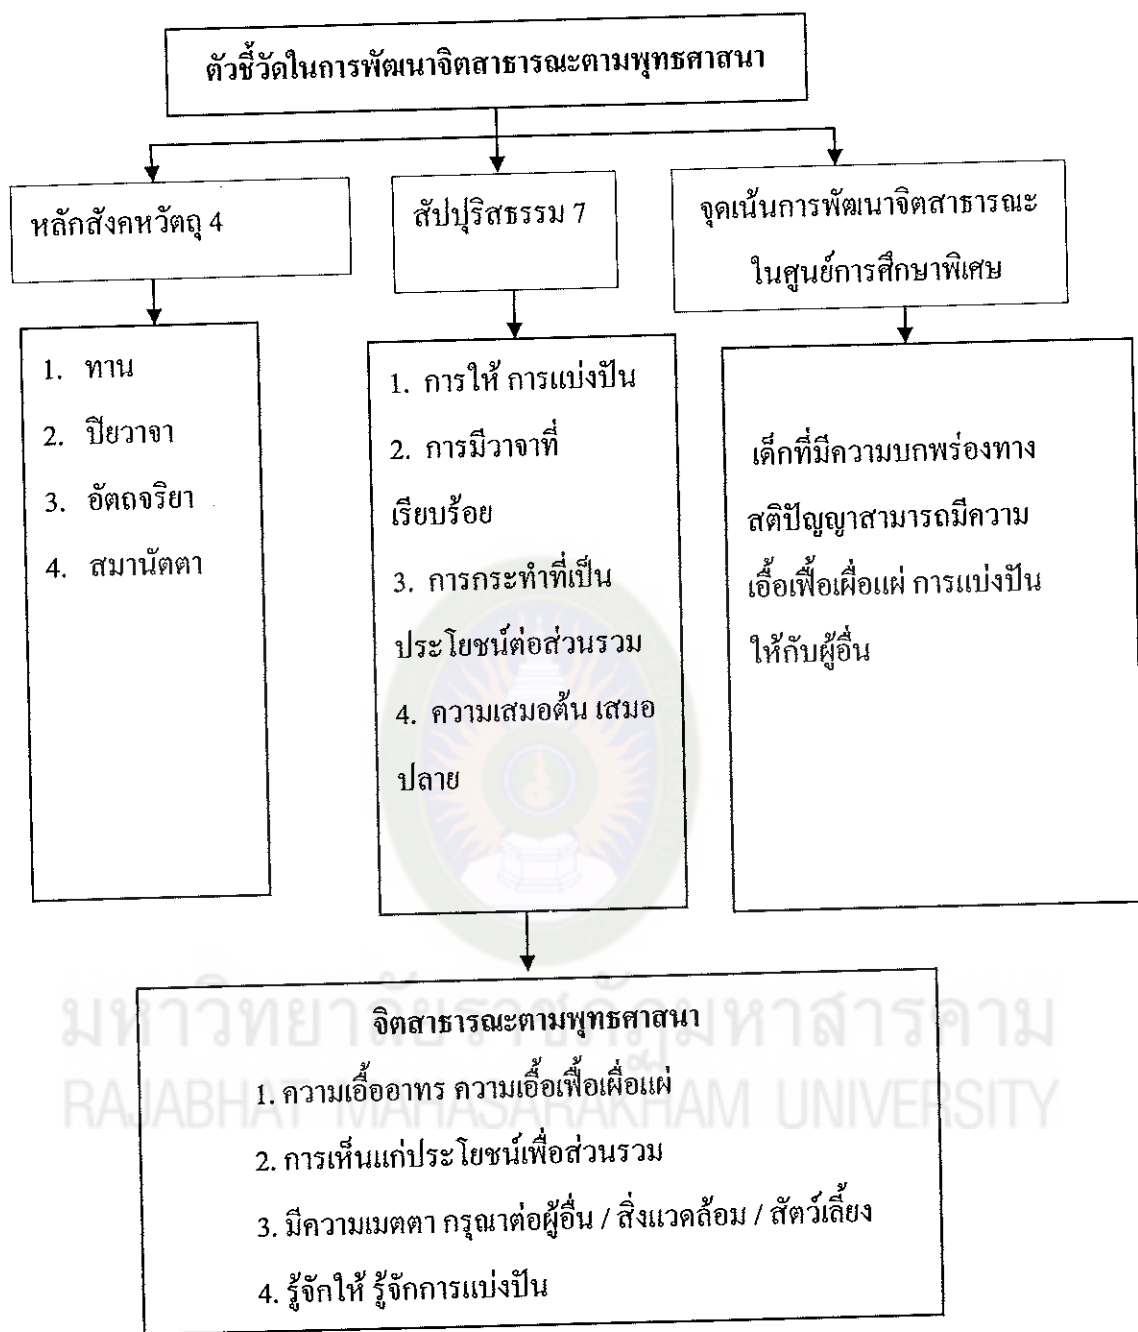 ตัวชี้วัดในการพัฒนาจิตสาธารณะตามพุทธศาสนา
หลักสังคหวัตถุ 4
สัปปุริสธรรม 7
จุดเน้นการพัฒนาจิตสาธารณะ
ในศูนย์การศึกษาพิเศษ
1. ทาน
2. ปิยวาจา
3. อัตถจริยา
4. สมานัตตา
1. การให้ การแบ่งปัน
2. การมีวาจาที่
เรียบร้อย
3. การกระทำที่เป็น
ประโยชน์ต่อส่วนรวม
4. ความเสมอต้น เสมอ
ปลาย
เด็กที่มีความบกพร่องทาง
สติปัญญาสามารถมีความ
เอื้อเฟื้อเผื่อแผ่ การแบ่งปัน
ให้กับผู้อื่น
จิตสาธารณะตามพุทธศาสนา
1. ความเอื้ออาทร ความเอื้อเฟื้อเผื่อแผ่
2. การเห็นแก่ประโยชน์เพื่อส่วนรวม
3. มีความเมตตา กรุณาต่อผู้อื่น / สิ่งแวดล้อม / สัตว์เลี้ยง
4. รู้จักให้ รู้จักการแบ่งปัน
มหาวิทยาลัยราชภัฏมหาสารคาม
RAJABHAT MAHASARAKHAM UNIVERSITY